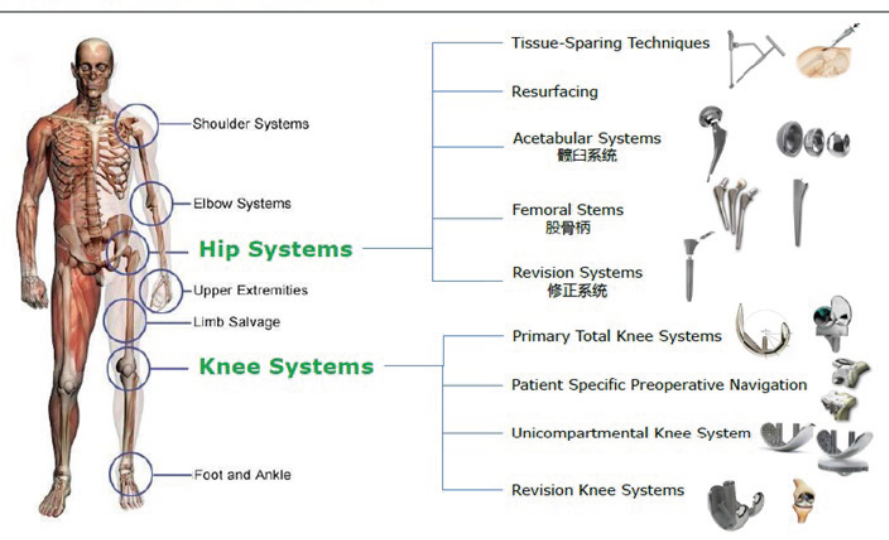 Shoulder Systems
Elbow Systems
Hip Systems
Upper Extremities
Limb Salvage
Knee Systems
Foot and Ankle
Tissue-Sparing Techniques
Resurfacing
Acetabular Systems
髋臼系统
Femoral Stems
股骨柄
Revision Systems
修正系统
Primary Total Knee Systems
Patient Specific Preoperative Navigation
Unicompartmental Knee System
Revision Knee Systems